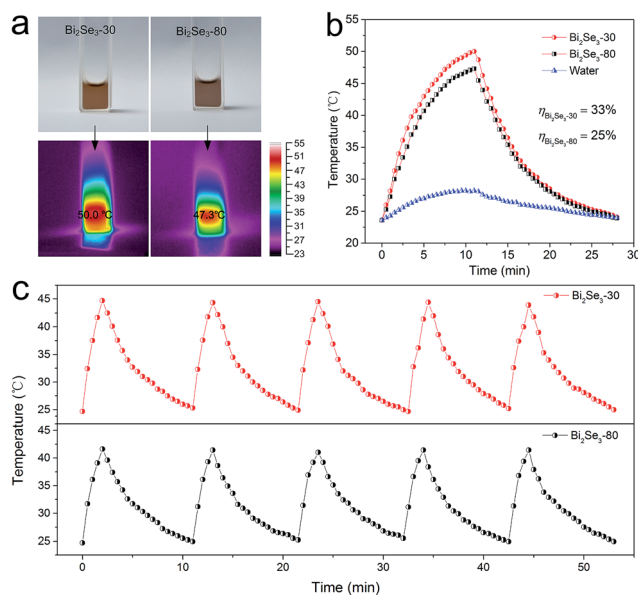 a
Bi₂Se₃-30
Bi₂Se₃-80
50.0 ℃
47.3℃
55
51
47
43
39
35
31
27
23
b
Bi₂Se₃-30
Bi₂Se₃-80
Water
η Bi₂Se₃-30 = 33%
η Bi₂Se₃-80 = 25%
Temperature (℃)
55
50
45
40
35
30
25
20
0 5 10 15 20 25 30
Time (min)
c
Bi₂Se₃-30
45
40
35
30
25
Bi₂Se₃-80
45
40
35
30
25
Temperature (℃)
0 10 20 30 40 50
Time (min)